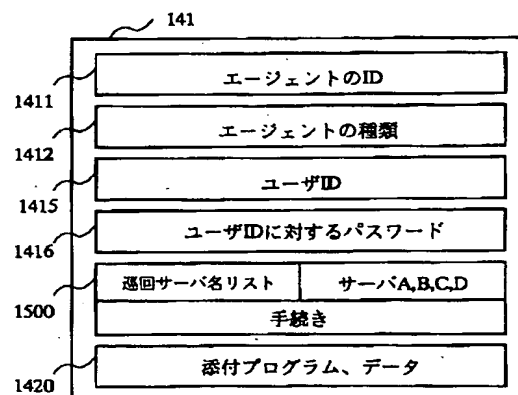 141
1411 エージェントのID
1412 エージェントの種類
1415 ユーザID
1416 ユーザIDに対するパスワード
巡回サーバ名リスト サーバA,B,C,D
1500 手続き
1420 添付プログラム、データ